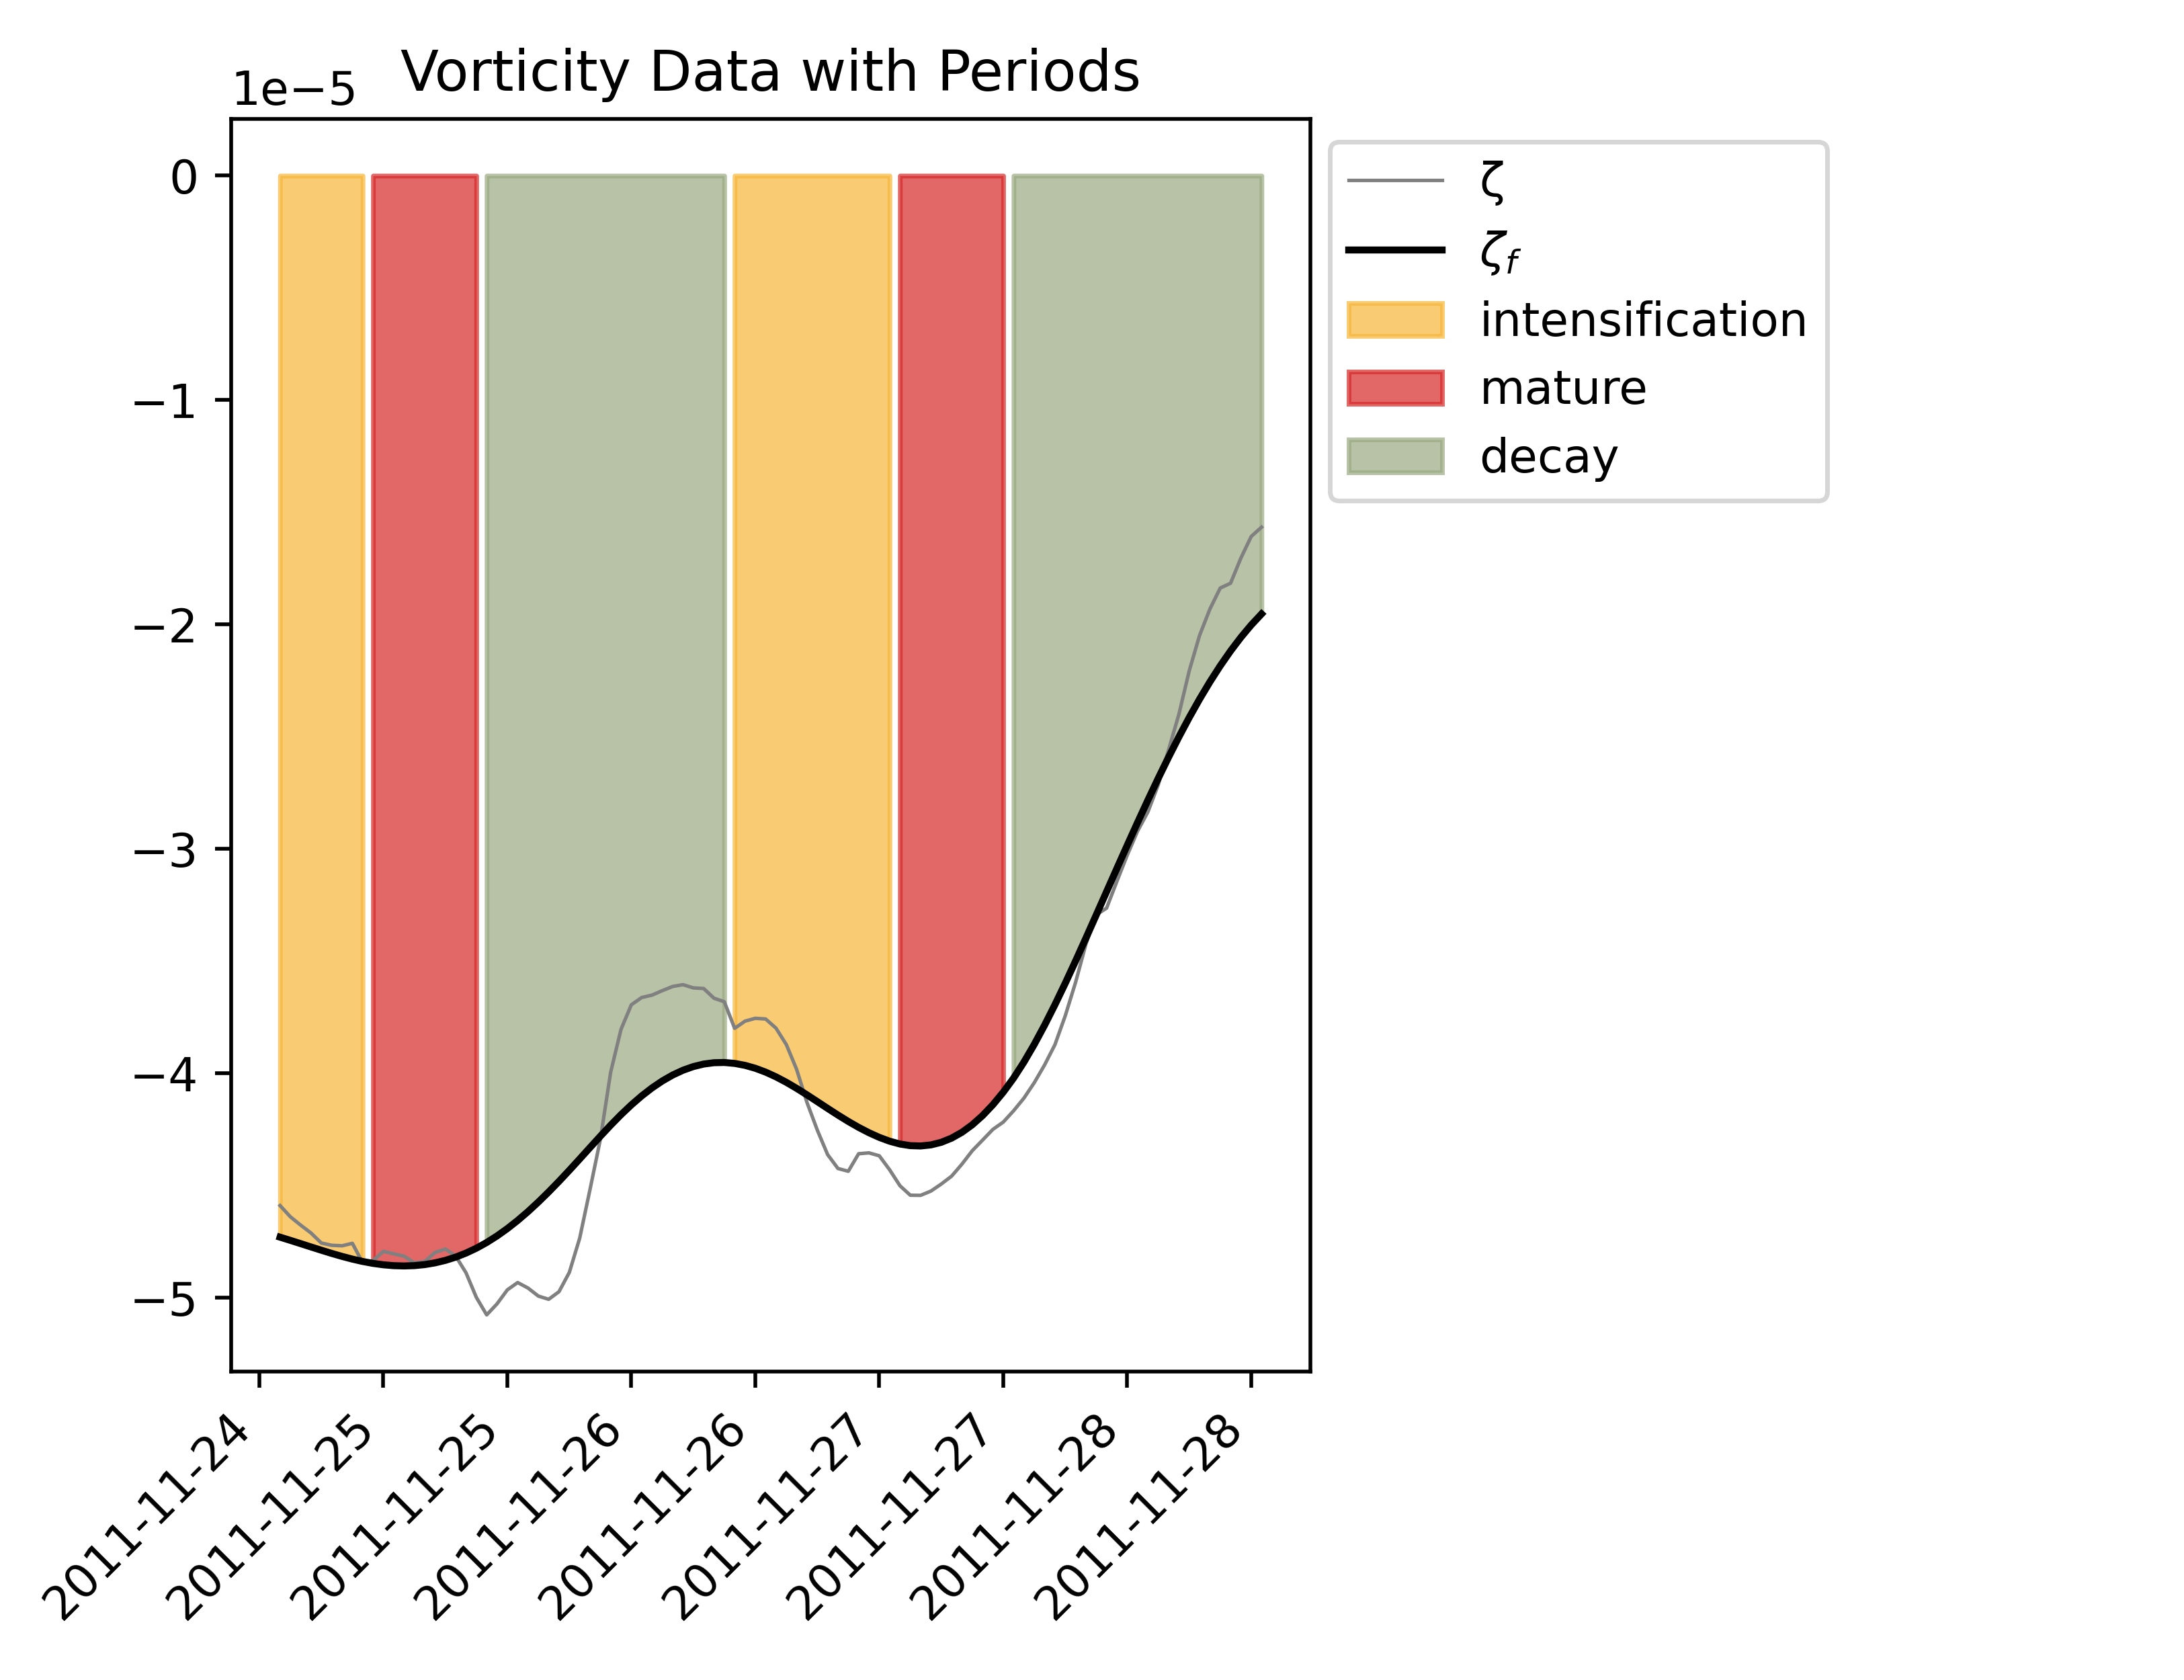 Vorticity Data with Periods
1e−5
0
−1
−2
−3
−4
−5
2011-11-24
2011-11-25
2011-11-25
2011-11-26
2011-11-26
2011-11-27
2011-11-27
2011-11-28
2011-11-28
ζ
ζf
intensification
mature
decay